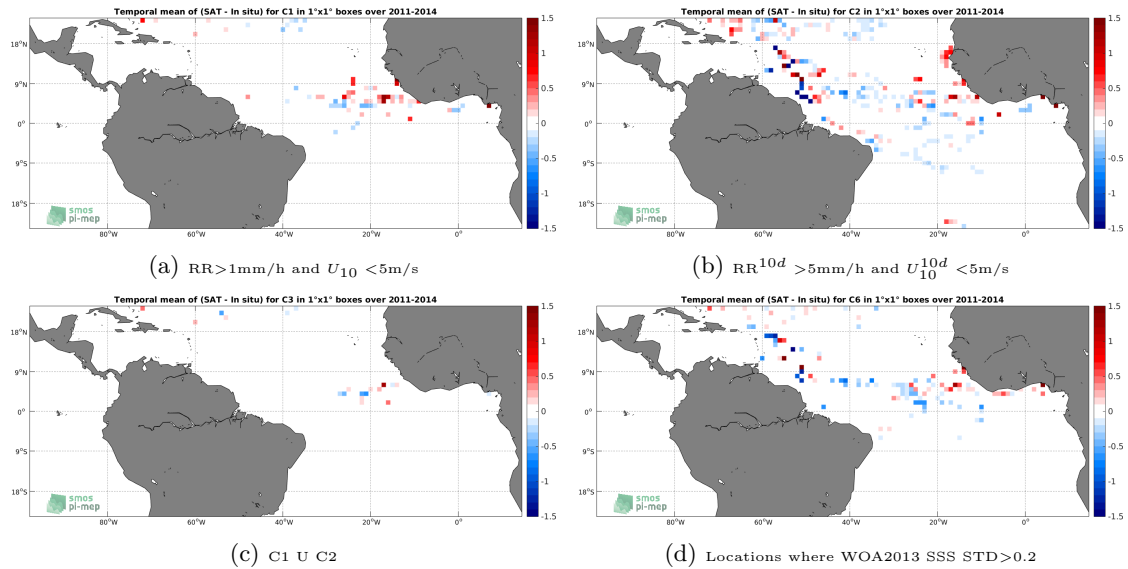 Temporal mean of (SAT - In situ) for C1 in 1°x1° boxes over 2011-2014
18°N
9°N
0°
9°S
18°S
80°W 60°W 40°W 20°W 0°
1.5
1
0.5
0
-0.5
-1
-1.5
smos
pi-mep
(a) RR>1mm/h and U10 <5m/s
Temporal mean of (SAT - In situ) for C2 in 1°x1° boxes over 2011-2014
18°N
9°N
0°
9°S
18°S
80°W 60°W 40°W 20°W 0°
1.5
1
0.5
0
-0.5
-1
-1.5
smos
pi-mep
(b) RR10d >5mm/h and U10 10d <5m/s
Temporal mean of (SAT - In situ) for C3 in 1°x1° boxes over 2011-2014
18°N
9°N
0°
9°S
18°S
80°W 60°W 40°W 20°W 0°
1.5
1
0.5
0
-0.5
-1
-1.5
smos
pi-mep
(c) C1 U C2
Temporal mean of (SAT - In situ) for C6 in 1°x1° boxes over 2011-2014
18°N
9°N
0°
9°S
18°S
80°W 60°W 40°W 20°W 0°
1.5
1
0.5
0
-0.5
-1
-1.5
smos
pi-mep
(d) Locations where WOA2013 SSS STD>0.2